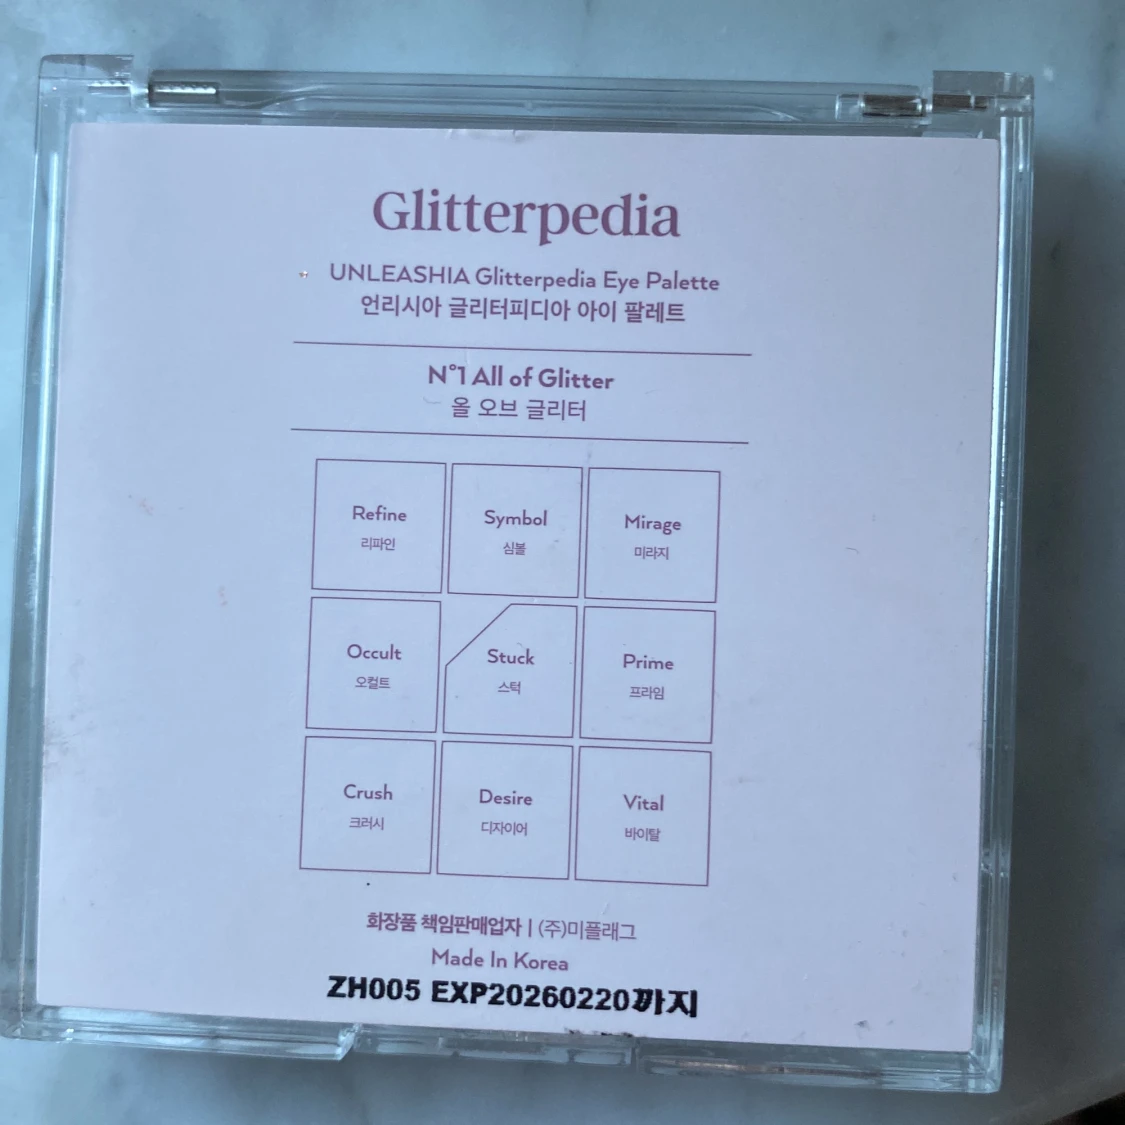 Glitterpedia
UNLEASHIA Glitterpedia Eye Palette
언리시아 글리터피디아 아이 팔레트
N°1 All of Glitter
올 오브 글리터
Refine
리파인
Symbol
심볼
Mirage
미라지
Occult
오컬트
Stuck
스턱
Prime
프라임
Crush
크러시
Desire
디자이어
Vital
바이탈
화장품 책임판매업자 | (주)미플래그
Made In Korea
ZH005 EXP20260220까지